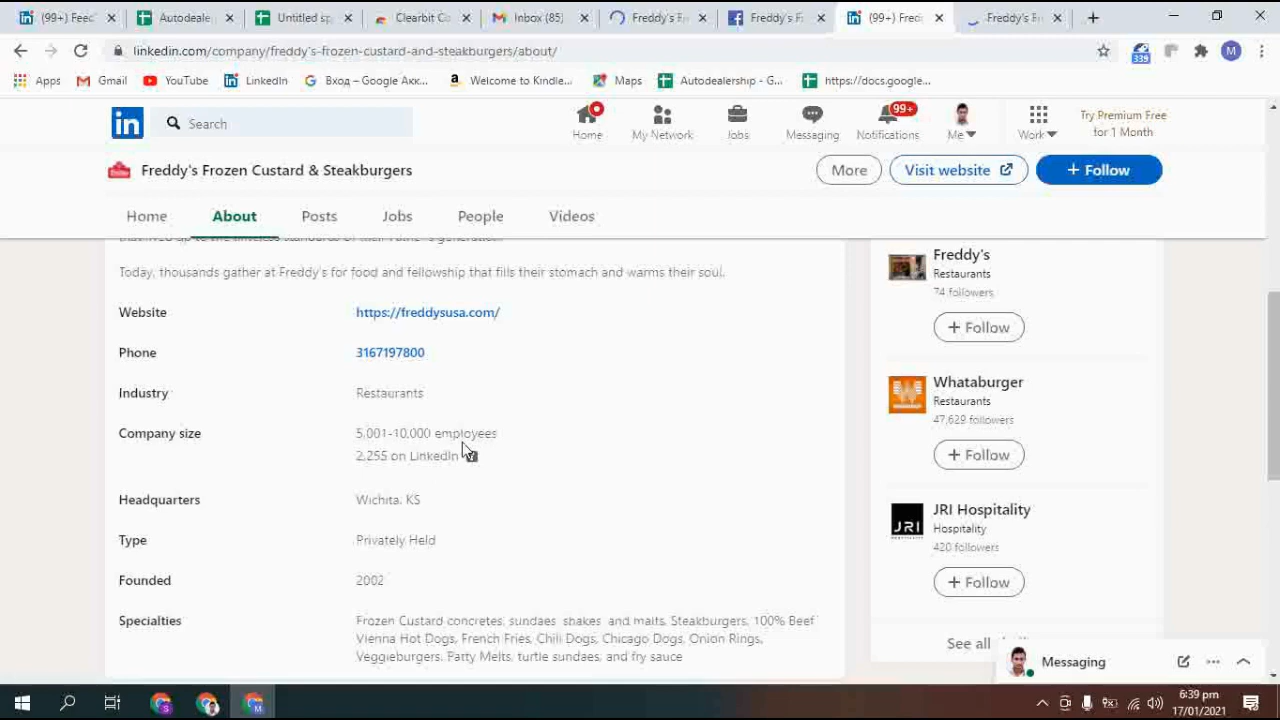 (99+) Feed
Autodeale
Untitled sp
Clearbit Co
Inbox (85)
Freddy's Fr
Freddy's F
(99+) Fred
Freddy's F
linkedin.com/company/freddy's-frozen-custard-and-steakburgers/about/
339
M
Apps
Gmail
YouTube
LinkedIn
Вход – Google Акк...
Welcome to Kindle...
Maps
Autodealership - G...
https://docs.google...
in
Search
Home
My Network
Jobs
Messaging
99+
Notifications
Me
Work
Try Premium Free
for 1 Month
Freddy's Frozen Custard & Steakburgers
More
Visit website
+ Follow
Home
About
Posts
Jobs
People
Videos
Today, thousands gather at Freddy's for food and fellowship that fills their stomach and warms their soul.
Website
https://freddysusa.com/
Phone
3167197800
Industry
Restaurants
Company size
5,001-10,000 employees
2,255 on LinkedIn
Headquarters
Wichita, KS
Type
Privately Held
Founded
2002
Specialties
Frozen Custard concretes, sundaes, shakes, and malts, Steakburgers, 100% Beef
Vienna Hot Dogs, French Fries, Chili Dogs, Chicago Dogs, Onion Rings,
Veggieburgers, Patty Melts, turtle sundaes, and fry sauce
Freddy's
Restaurants
74 followers
+ Follow
Whataburger
Restaurants
47,629 followers
+ Follow
JRI
JRI Hospitality
Hospitality
420 followers
+ Follow
See all
Messaging
6:39 pm
17/01/2021